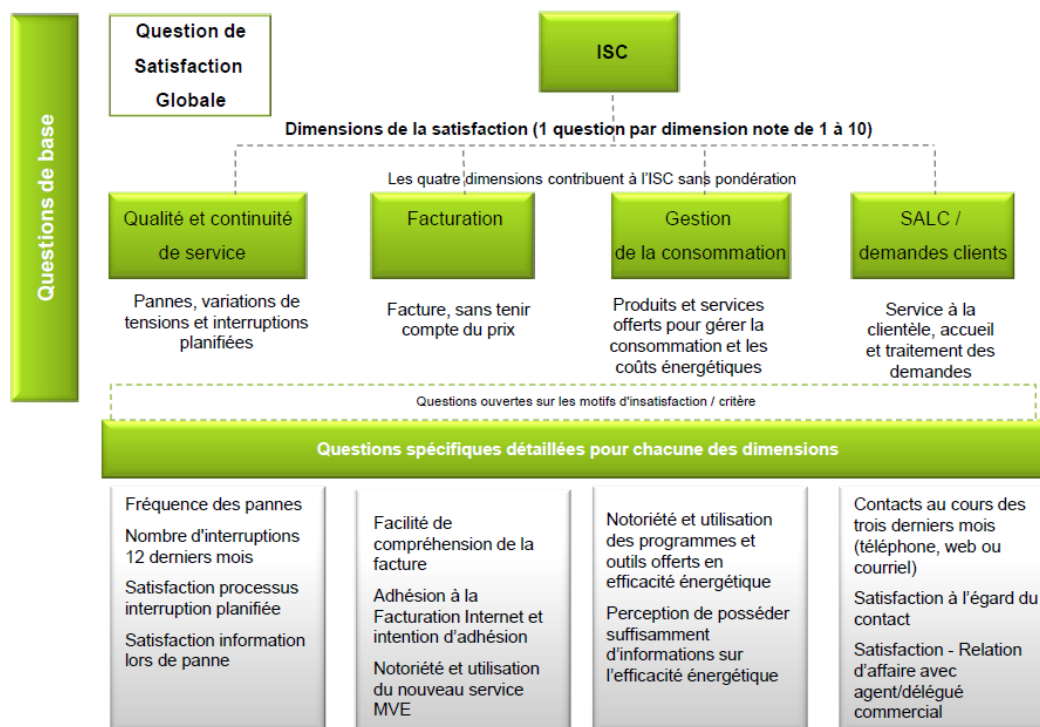 Questions de base
Question de
Satisfaction
Globale
ISC
Dimensions de la satisfaction (1 question par dimension note de 1 à 10)
Les quatre dimensions contribuent à l'ISC sans pondération
Qualité et continuité
de service
Facturation
Gestion
de la consommation
SALC /
demandes clients
Pannes, variations de
tensions et interruptions
planifiées
Facture, sans tenir
compte du prix
Produits et services
offerts pour gérer la
consommation et les
coûts énergétiques
Service à la
clientèle, accueil
et traitement des
demandes
Questions ouvertes sur les motifs d'insatisfaction / critère
Questions spécifiques détaillées pour chacune des dimensions
Fréquence des pannes
Nombre d'interruptions
12 derniers mois
Satisfaction processus
interruption planifiée
Satisfaction information
lors de panne
Facilité de
compréhension de la
facture
Adhésion à la
Facturation Internet et
intention d'adhésion
Notoriété et utilisation
du nouveau service
MVE
Notoriété et utilisation
des programmes et
outils offerts en
efficacité énergétique
Perception de posséder
suffisamment
d'informations sur
l'efficacité énergétique
Contacts au cours des
trois derniers mois
(téléphone, web ou
courriel)
Satisfaction à l'égard du
contact
Satisfaction - Relation
d'affaire avec
agent/délégué
commercial